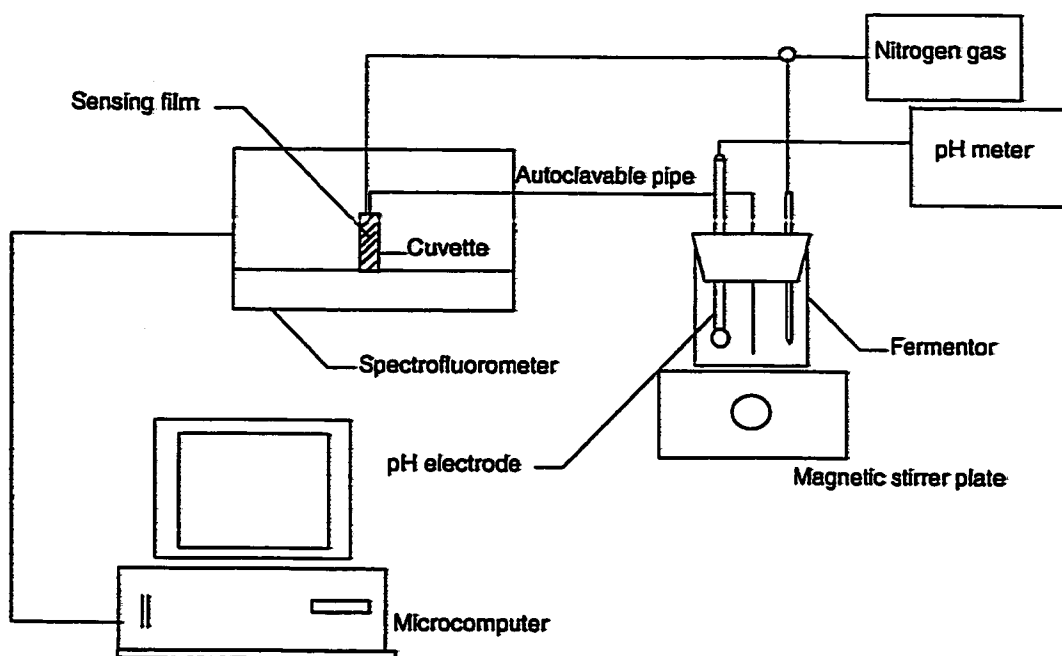 Nitrogen gas
Sensing film
pH meter
Autoclavable pipe
Cuvette
Fermentor
Spectrofluorometer
pH electrode
Magnetic stirrer plate
Microcomputer